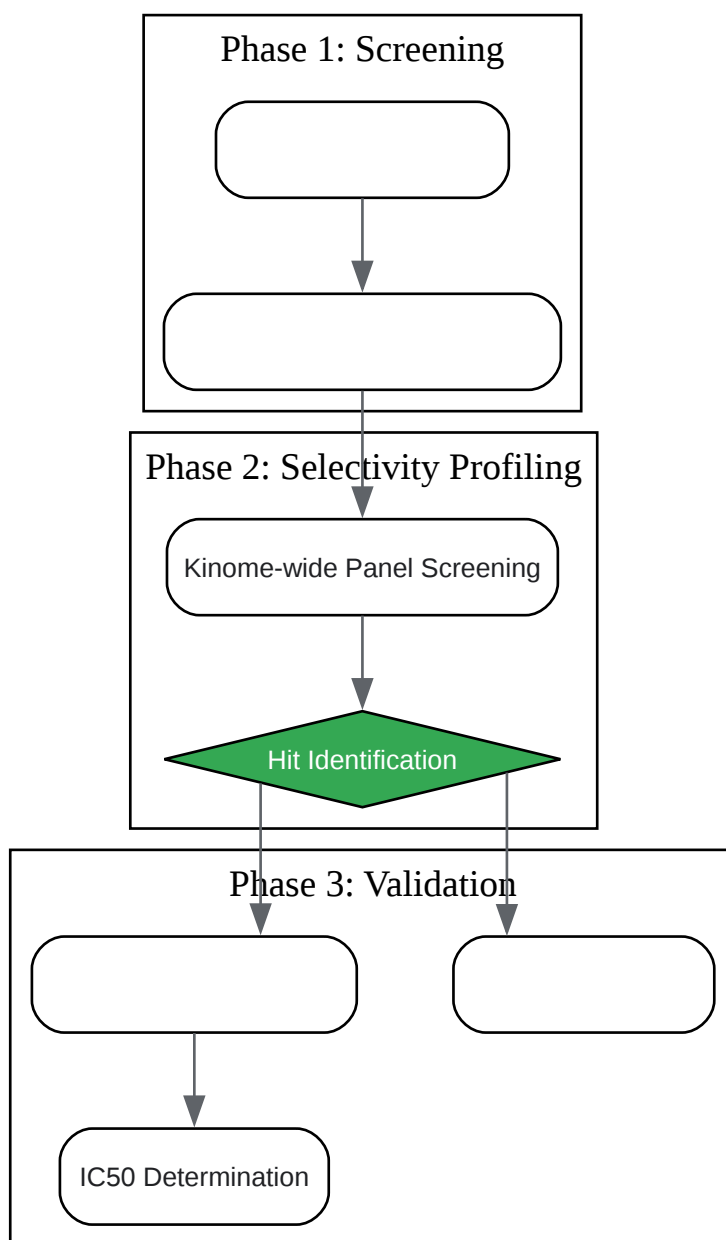 Phase 1: Screening
Phase 2: Selectivity Profiling
Kinome-wide Panel Screening
Hit Identification
Phase 3: Validation
IC50 Determination